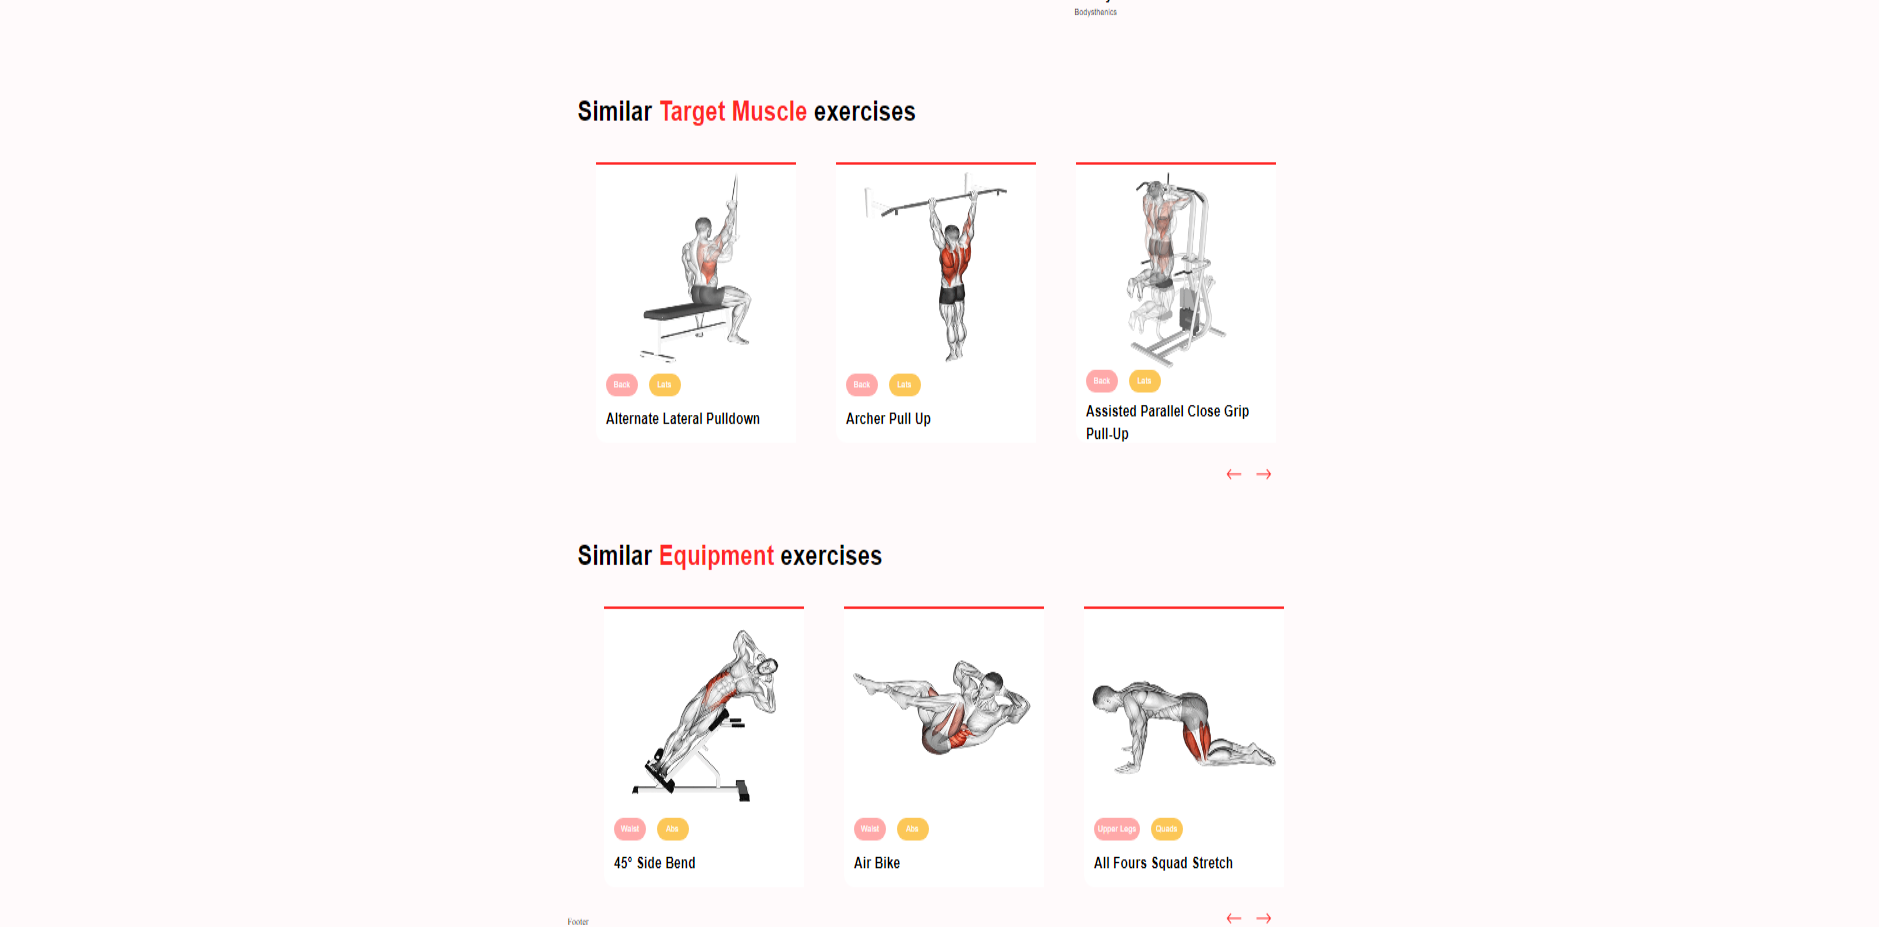 Bodysthenics
Similar Target Muscle exercises
Back Lats
Alternate Lateral Pulldown
Back Lats
Archer Pull Up
Back Lats
Assisted Parallel Close Grip
Pull-Up
Similar Equipment exercises
Waist Abs
45° Side Bend
Waist Abs
Air Bike
Upper Legs Quads
All Fours Squad Stretch
Footer